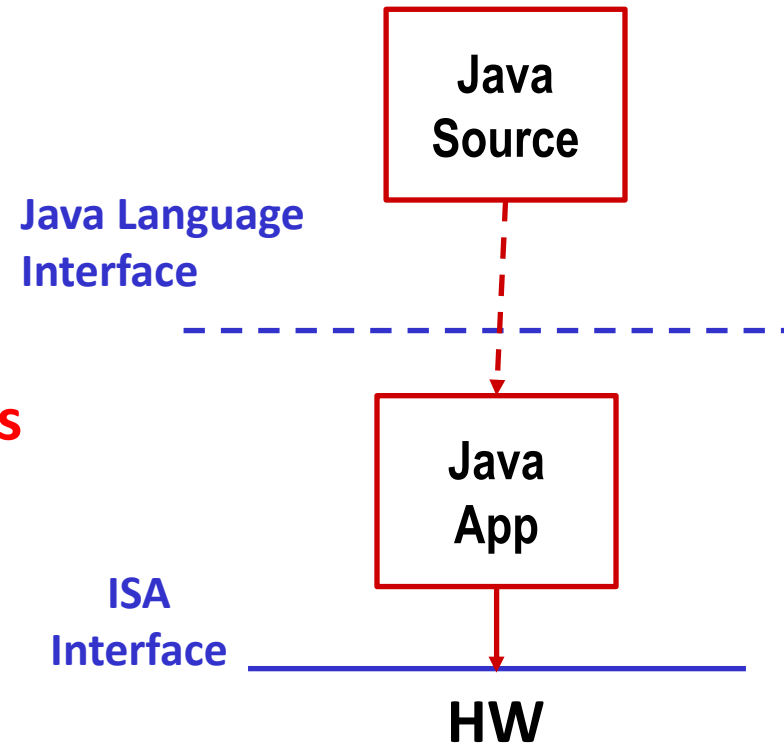 Java
Source
Java Language
Interface
s
Java
App
ISA
Interface
HW